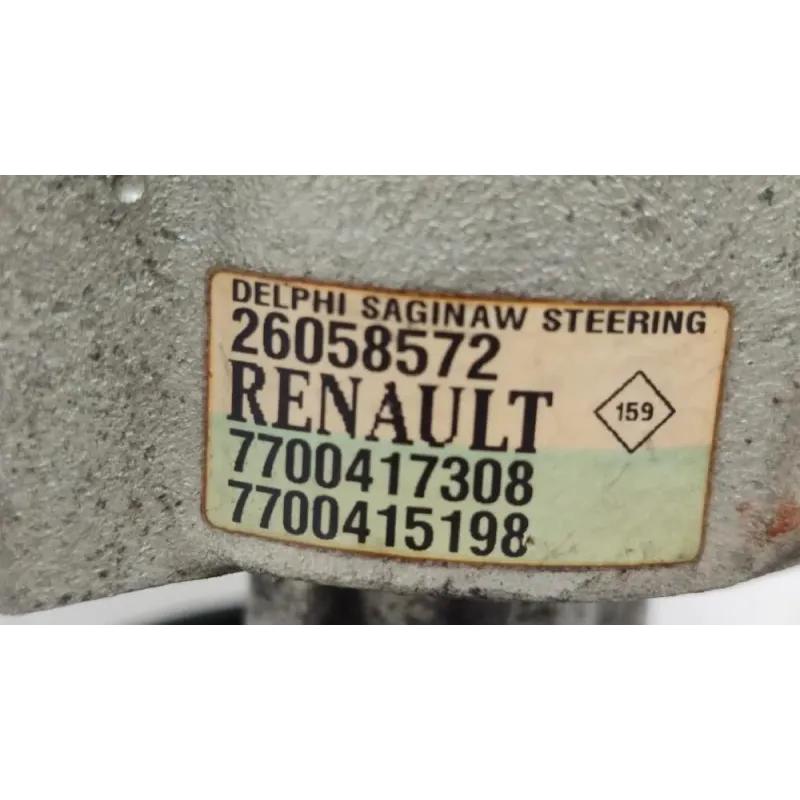 DELPHI SAGINAW STEERING
26058572
RENAULT
159
7700417308
7700415198